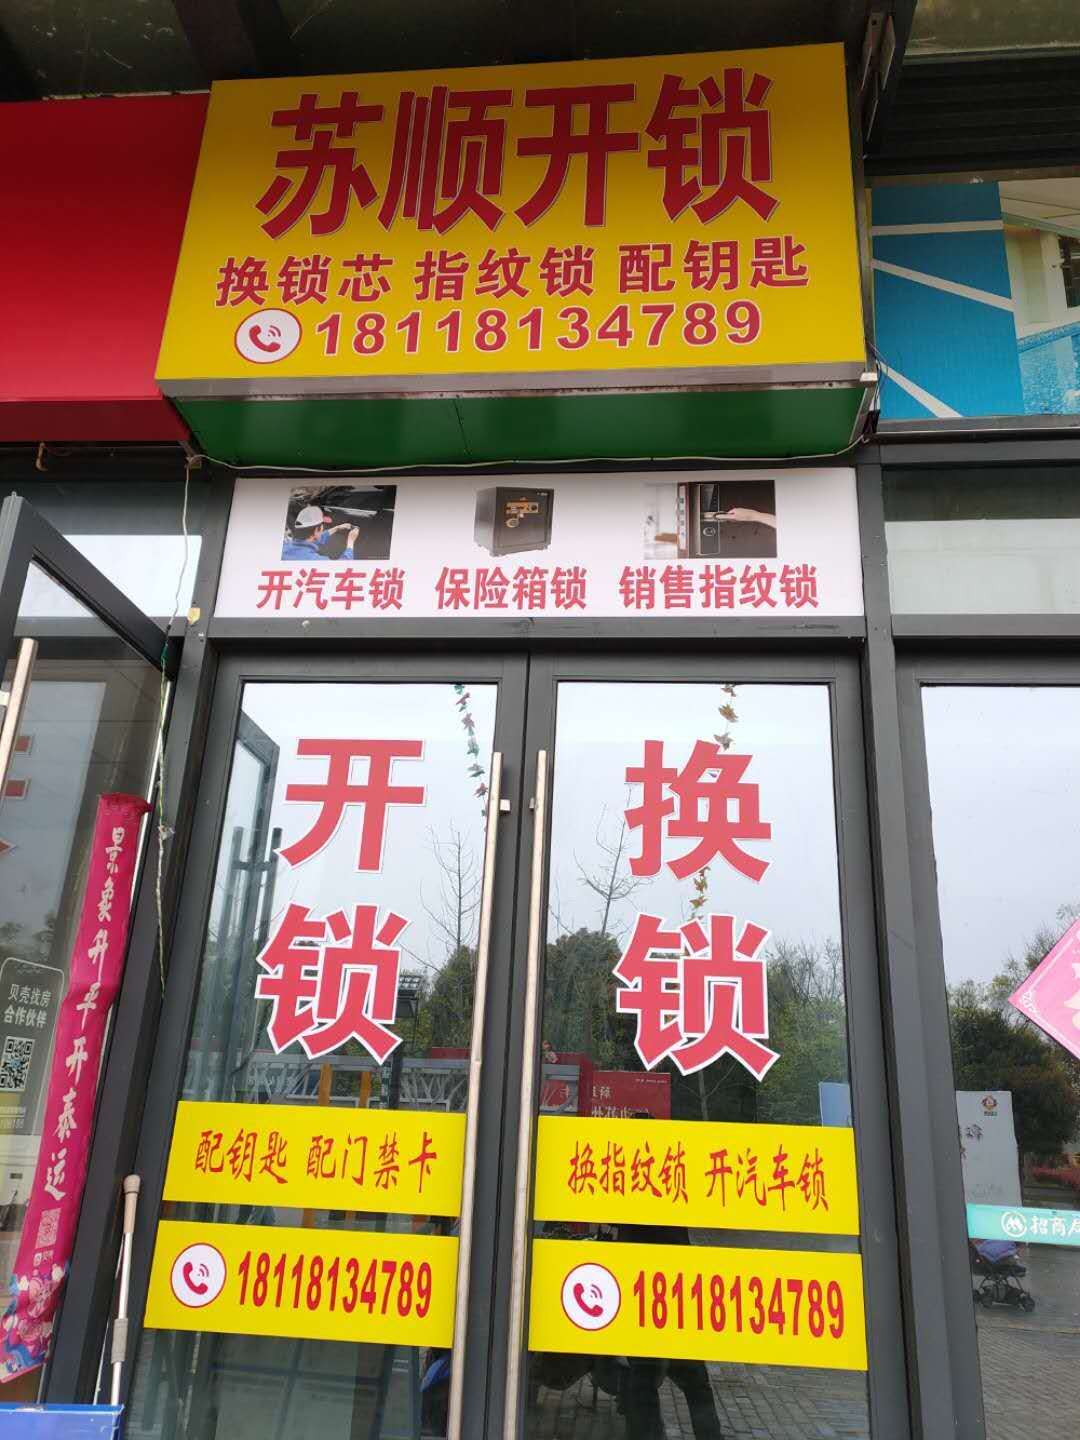 苏顺开锁
换锁芯 指纹锁 配钥匙
18118134789
开汽车锁 保险箱锁 销售指纹锁
开锁
换锁
配钥匙 配门禁卡
18118134789
换指纹锁 开汽车锁
18118134789
景象升平开泰运
贝壳找房
合作伙伴
招商